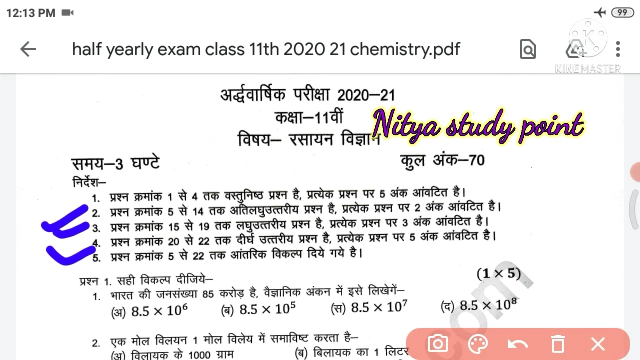 12:13 PM
99
half yearly exam class 11th 2020 21 chemistry.pdf
KINEMASTER
अर्द्धवार्षिक परीक्षा 2020–21
कक्षा–11वीं
Nitya study point
विषय– रसायन विज्ञान
समय–3 घण्टे कुल अंक–70
निर्देश–
1. प्रश्न क्रमांक 1 से 4 तक वस्तुनिष्ठ प्रश्न है, प्रत्येक प्रश्न पर 5 अंक आंवटित है।
2. प्रश्न क्रमांक 5 से 14 तक अतिलघुउत्तरीय प्रश्न है, प्रत्येक प्रश्न पर 2 अंक आंवटित है।
3. प्रश्न क्रमांक 15 से 19 तक लघुउत्तरीय प्रश्न है, प्रत्येक प्रश्न पर 3 अंक आंवटित है।
4. प्रश्न क्रमांक 20 से 22 तक दीर्घ उत्तरीय प्रश्न है, प्रत्येक प्रश्न पर 5 अंक आंवटित है।
5. प्रश्न क्रमांक 5 से 22 तक आंतरिक विकल्प दिये गये है।
प्रश्न 1. सही विकल्प दीजिये– (1 × 5)
1. भारत की जनसंख्या 85 करोड़ है, वैज्ञानिक अंकन में इसे लिखेगें–
(अ) 8.5 × 10⁶ (ब) 8.5 × 10⁵ (स) 8.5 × 10⁷ (द) 8.5 × 10⁸
2. एक मोल विलयन 1 मोल विलेय में समाविष्ट करता है–
(अ) विलायक के 1000 ग्राम (ब) बिलायक का 1 लिटर